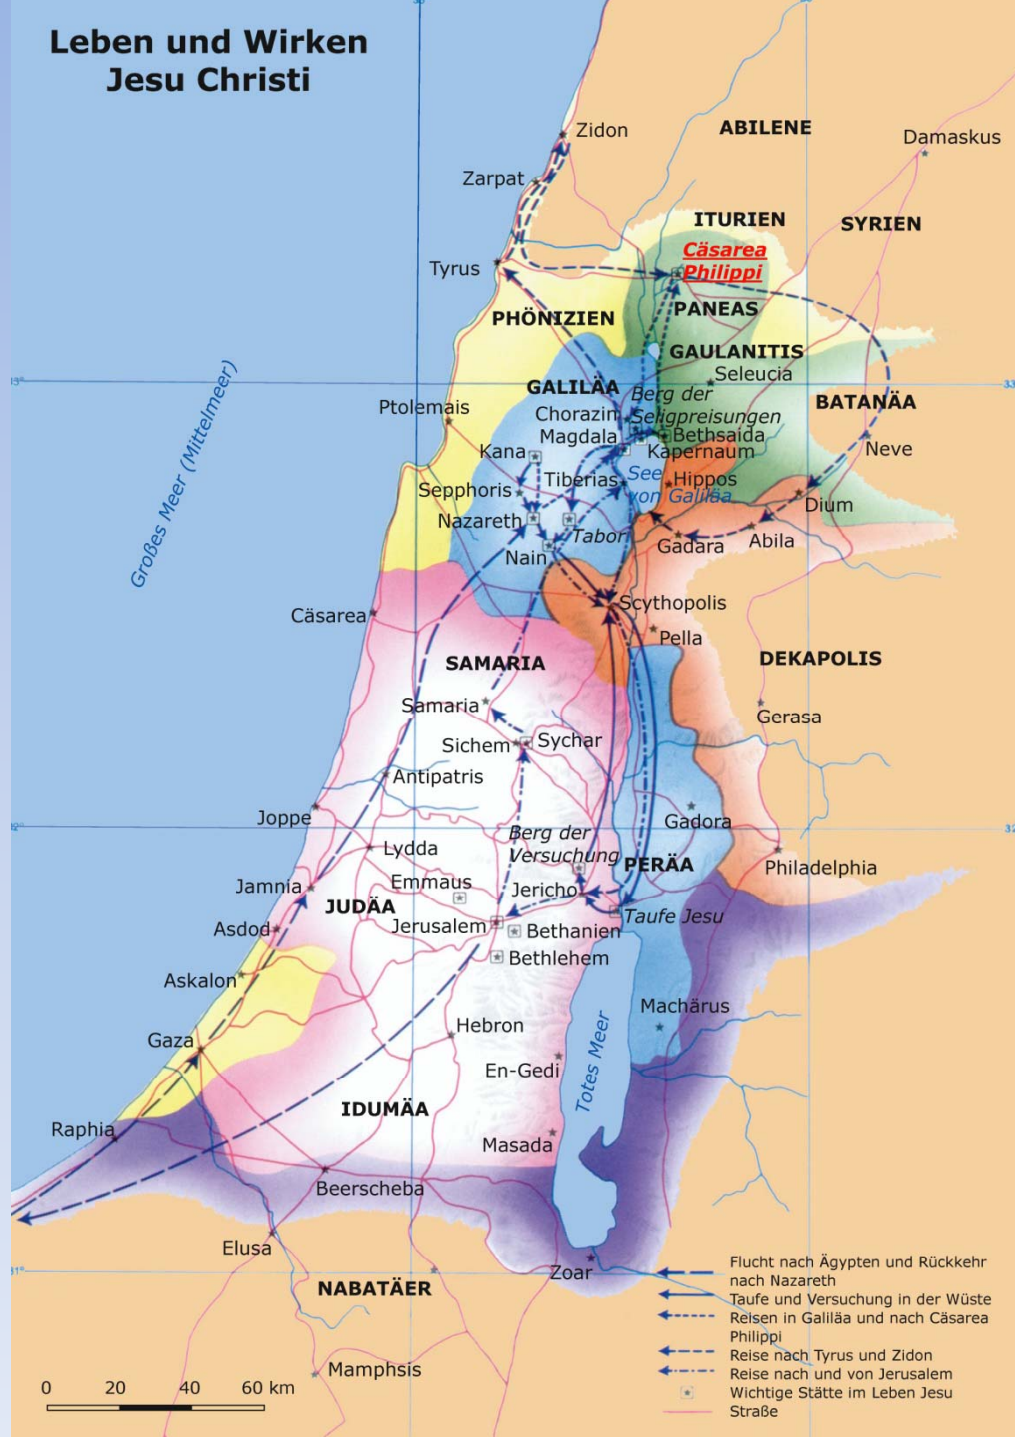 Leben und Wirken
Jesu Christi
Zidon
ABILENE
Damaskus
Zarpat
ITURIEN
SYRIEN
Cäsarea
Philippi
Tyrus
PHÖNIZIEN
PANEAS
GAULANITIS
Seleucia
33°
GALILÄA
Berg der
Seligpreisungen
BATANÄA
Ptolemais
Chorazin
Magdala
Bethsaida
Kapernaum
Neve
Kana
See
von Galiläa
Tiberias
Hippos
Sepphoris
Dium
Nazareth
Tabor
Abila
Gadara
Nain
Großes Meer (Mittelmeer)
Scythopolis
Cäsarea
Pella
SAMARIA
DEKAPOLIS
Samaria
Gerasa
Sichem
Sychar
Antipatris
Joppe
Gadora
32°
Berg der
Versuchung
Lydda
PERÄA
Philadelphia
Emmaus
Jericho
Jamnia
JUDÄA
Taufe Jesu
Jerusalem
Asdod
Bethanien
Bethlehem
Askalon
Machärus
Hebron
Gaza
En-Gedi
Totes Meer
IDUMÄA
Raphia
Masada
Beerscheba
Elusa
Zoar
31°
NABATÄER
Mamphsis
0 20 40 60 km
Flucht nach Ägypten und Rückkehr
nach Nazareth
Taufe und Versuchung in der Wüste
Reisen in Galiläa und nach Cäsarea
Philippi
Reise nach Tyrus und Zidon
Reise nach und von Jerusalem
Wichtige Stätte im Leben Jesu
Straße